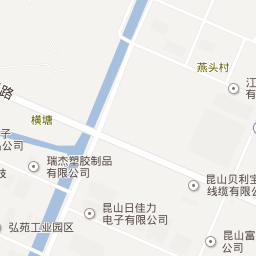 燕头村
江
路
横塘
子
品公司
瑞杰塑胶制品
有限公司
技
昆山贝利宝
线缆有限公司
昆山日佳力
电子有限公司
弘苑工业园区
昆山富
公司